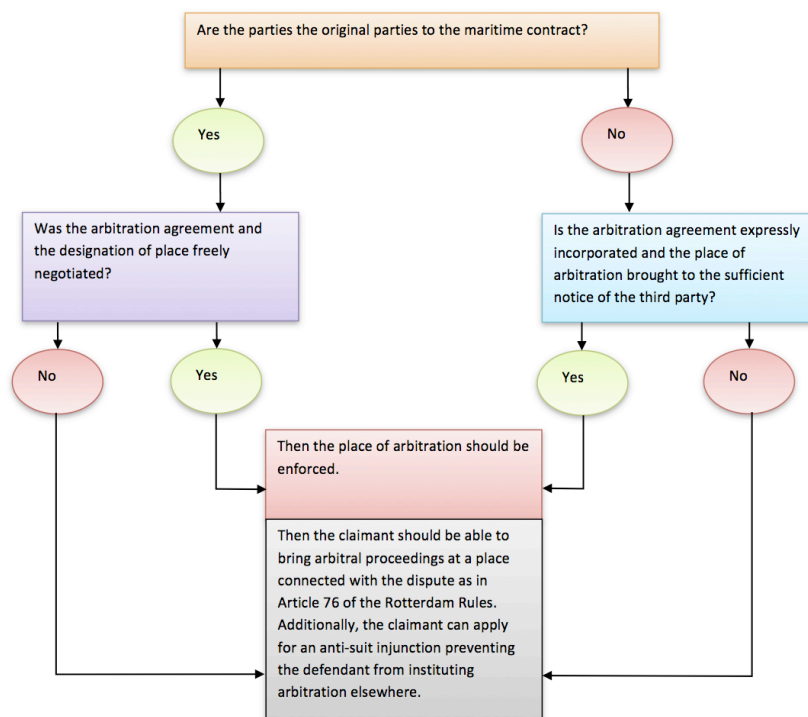 Are the parties the original parties to the maritime contract?
Yes
No
Was the arbitration agreement and
the designation of place freely
negotiated?
Is the arbitration agreement expressly
incorporated and the place of
arbitration brought to the sufficient
notice of the third party?
No
Yes
Yes
No
Then the place of arbitration should be
enforced.
Then the claimant should be able to
bring arbitral proceedings at a place
connected with the dispute as in
Article 76 of the Rotterdam Rules.
Additionally, the claimant can apply
for an anti-suit injunction preventing
the defendant from instituting
arbitration elsewhere.